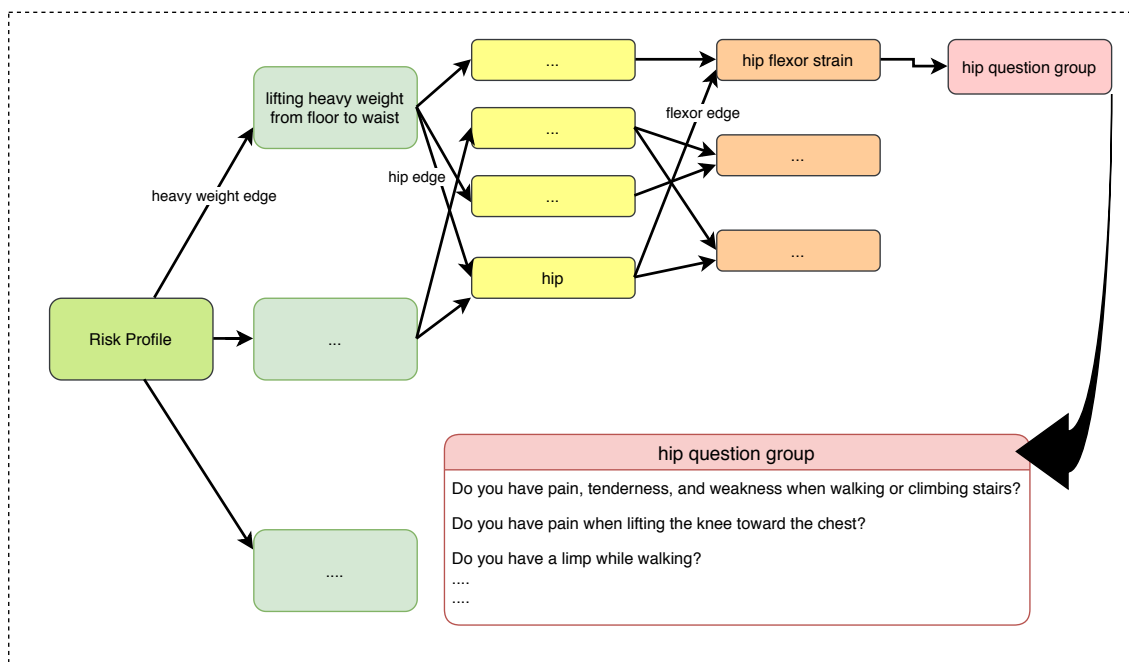 ...
hip flexor strain
hip question group
lifting heavy weight
from floor to waist
...
flexor edge
...
hip edge
...
heavy weight edge
...
hip
Risk Profile
...
hip question group
Do you have pain, tenderness, and weakness when walking or climbing stairs?
Do you have pain when lifting the knee toward the chest?
Do you have a limp while walking?
....
....
....